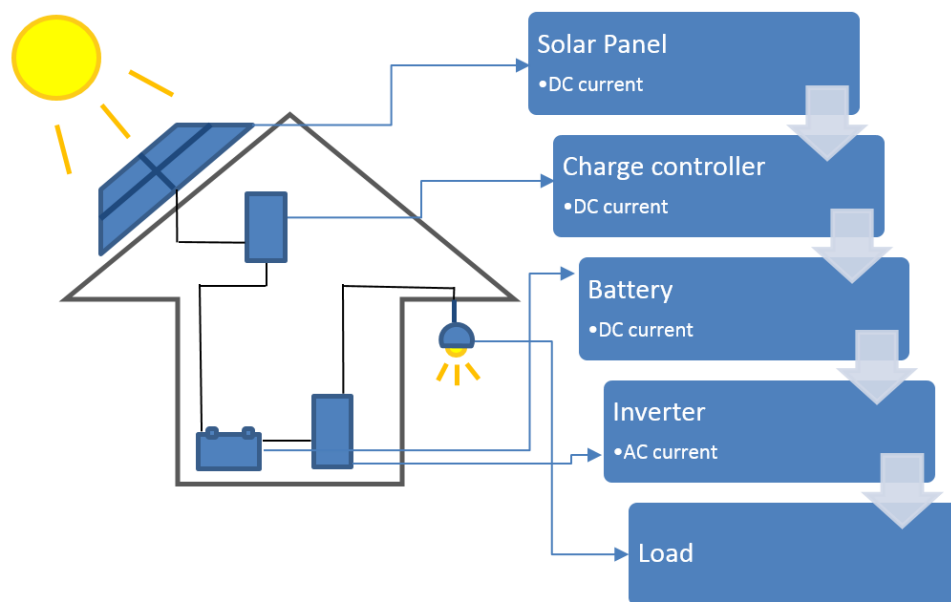 Solar Panel
•DC current
Charge controller
•DC current
Battery
•DC current
Inverter
•AC current
Load